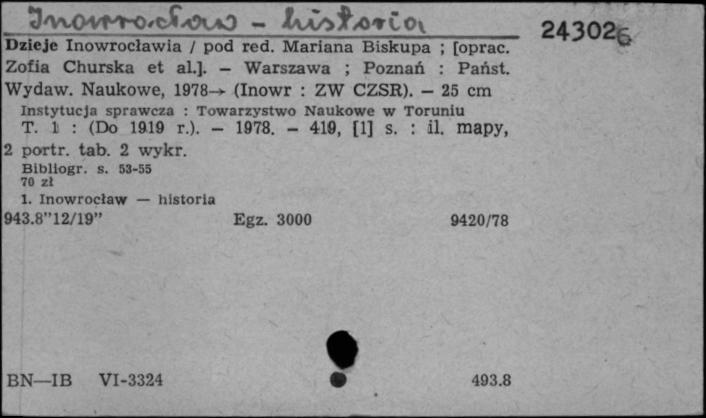 Inowrocław - historia
243026
Dzieje Inowrocławia / pod red. Mariana Biskupa ; [oprac.
Zofia Churska et al.]. — Warszawa ; Poznań : Państ.
Wydaw. Naukowe, 1978→ (Inowr : ZW CZSR). — 25 cm
Instytucja sprawcza : Towarzystwo Naukowe w Toruniu
T. 1 : (Do 1919 r.). — 1978. — 419, [1] s. : il. mapy,
2 portr. tab. 2 wykr.
Bibliogr. s. 53-55
70 zł
1. Inowrocław — historia
943.8"12/19" Egz. 3000 9420/78
BN—IB VI-3324 493.8